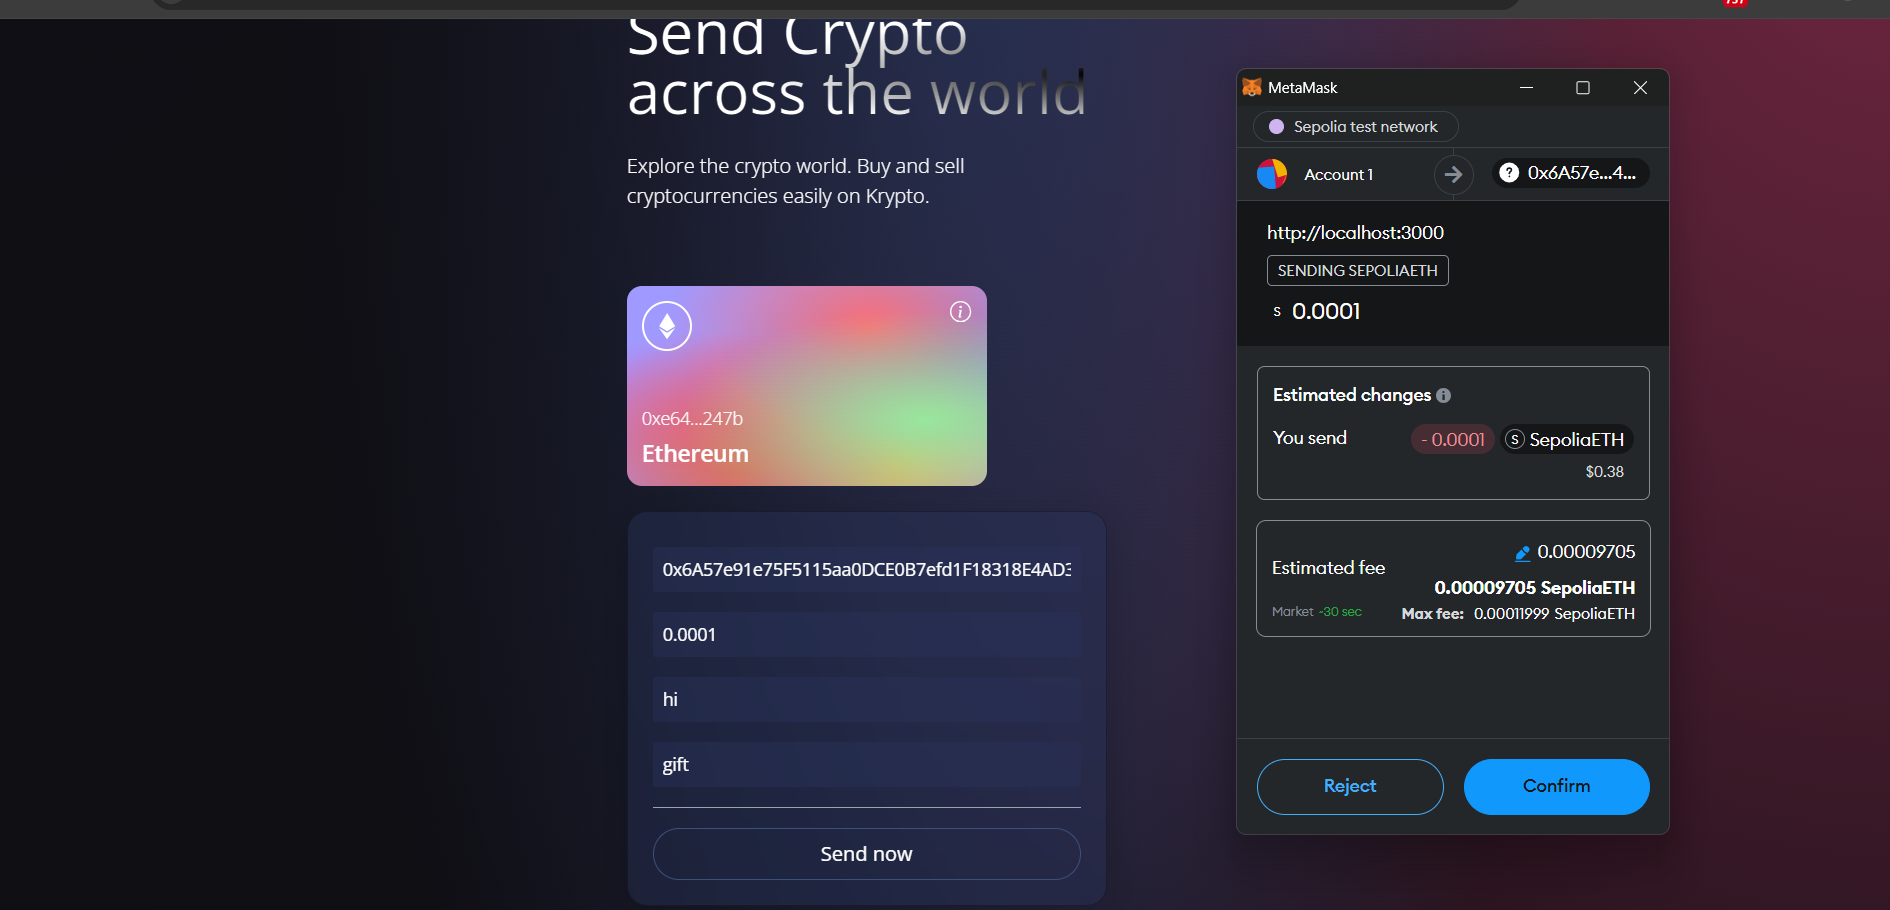 737
Send Crypto
across the world
Explore the crypto world. Buy and sell
cryptocurrencies easily on Krypto.
0xe64...247b
Ethereum
0x6A57e91e75F5115aa0DCE0B7efd1F18318E4AD3
0.0001
hi
gift
Send now
MetaMask
Sepolia test network
Account 1
? 0x6A57e...4...
http://localhost:3000
SENDING SEPOLIAETH
S 0.0001
Estimated changes i
You send
- 0.0001
S SepoliaETH
$0.38
Estimated fee
0.00009705
0.00009705 SepoliaETH
Market ~30 sec
Max fee: 0.00011999 SepoliaETH
Reject
Confirm